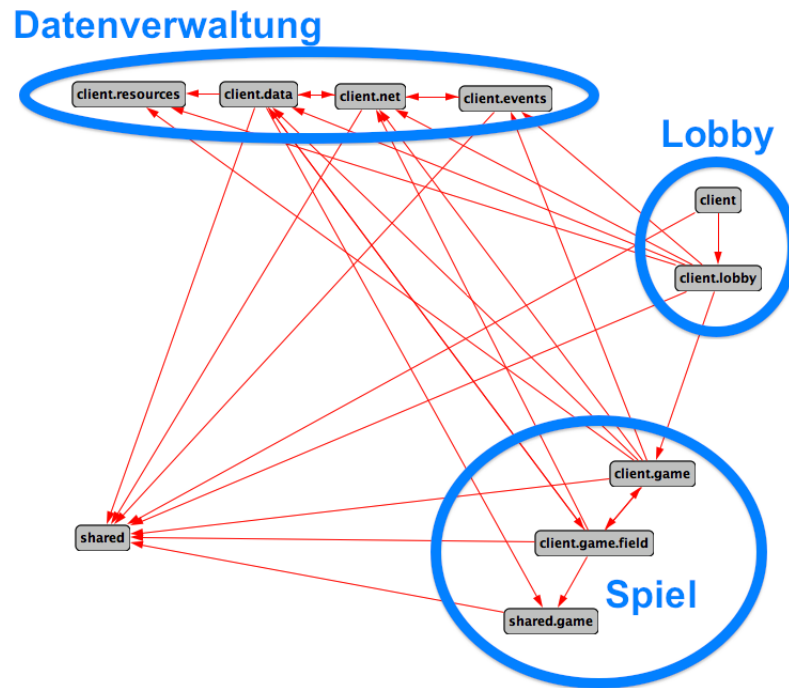 Datenverwaltung
client.resources
client.data
client.net
client.events
Lobby
client
client.lobby
client.game
shared
client.game.field
Spiel
shared.game